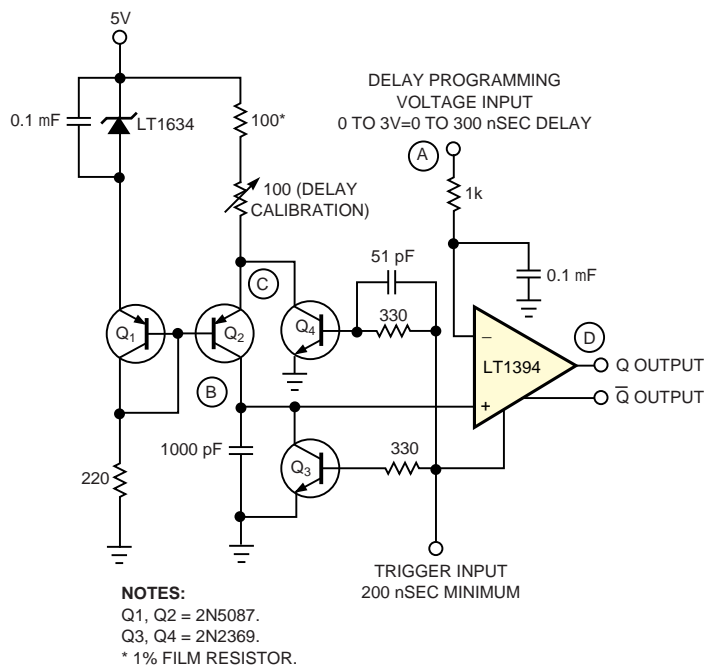 5V
DELAY PROGRAMMING
VOLTAGE INPUT
0 TO 3V=0 TO 300 nSEC DELAY
0.1 mF
LT1634
100*
A
1k
100 (DELAY
CALIBRATION)
51 pF
0.1 mF
C
Q1
Q2
Q4
330
−
LT1394
D
Q OUTPUT
Q̅ OUTPUT
B
+
1000 pF
Q3
330
220
TRIGGER INPUT
200 nSEC MINIMUM
NOTES:
Q1, Q2 = 2N5087.
Q3, Q4 = 2N2369.
* 1% FILM RESISTOR.